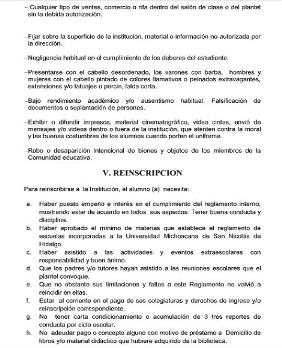 – Cualquier tipo de ventas, comercio o rifa dentro del salón de clase o del plantel
sin la debida autorización.
– Fijar sobre la superficie de la institución, material o información no autorizada por
la dirección.
– Negligencia habitual en el cumplimiento de los deberes del estudiante.
– Presentarse con el cabello desordenado, los varones con barba, hombres y
mujeres con el cabello pintado de colores llamativos o peinados extravagantes,
extensiones y/o tatuajes o percin, falda corta.
– Bajo rendimiento académico y/o ausentismo habitual. Falsificación de
documentos o suplantación de personas.
– Exhibir o difundir impresos, material cinematográfico, video cintas, envió de
mensajes y/o videos dentro o fuera de la institución, que atenten contra la moral
y las buenas costumbres de los alumnos cuando porten el uniforme.
– Robo o desaparición intencional de bienes y objetos de los miembros de la
Comunidad educativa.
V. REINSCRIPCION
Para reinscribirse a la Institución, el alumno (a) necesita:
a. Haber puesto empeño e interés en el cumplimiento del reglamento interno,
mostrando estar de acuerdo en todos sus aspectos. Tener buena conducta y
disciplina.
b. Haber aprobado el mínimo de materias que establece el reglamento de
escuelas incorporadas a la Universidad Michoacana de San Nicolás de
Hidalgo.
c. Haber asistido a las actividades y eventos extraescolares con
responsabilidad y buen ánimo.
d. Que los padres y/o tutores hayan asistido a las reuniones escolares que el
plantel convoque.
e. Que no obstante sus limitaciones y faltas a este Reglamento no volvió a
reincidir en ellas.
f. Estar al corriente en el pago de sus colegiaturas y derechos de ingreso y/o
reinscripción correspondiente.
g. No tener carta condicionamiento o acumulación de 3 tres reportes de
conducta por ciclo escolar.
h. No adeudar pago o concepto alguno con motivo de préstamo a Domicilio de
libros y/o material didáctico que hubiere adquirido de la biblioteca.